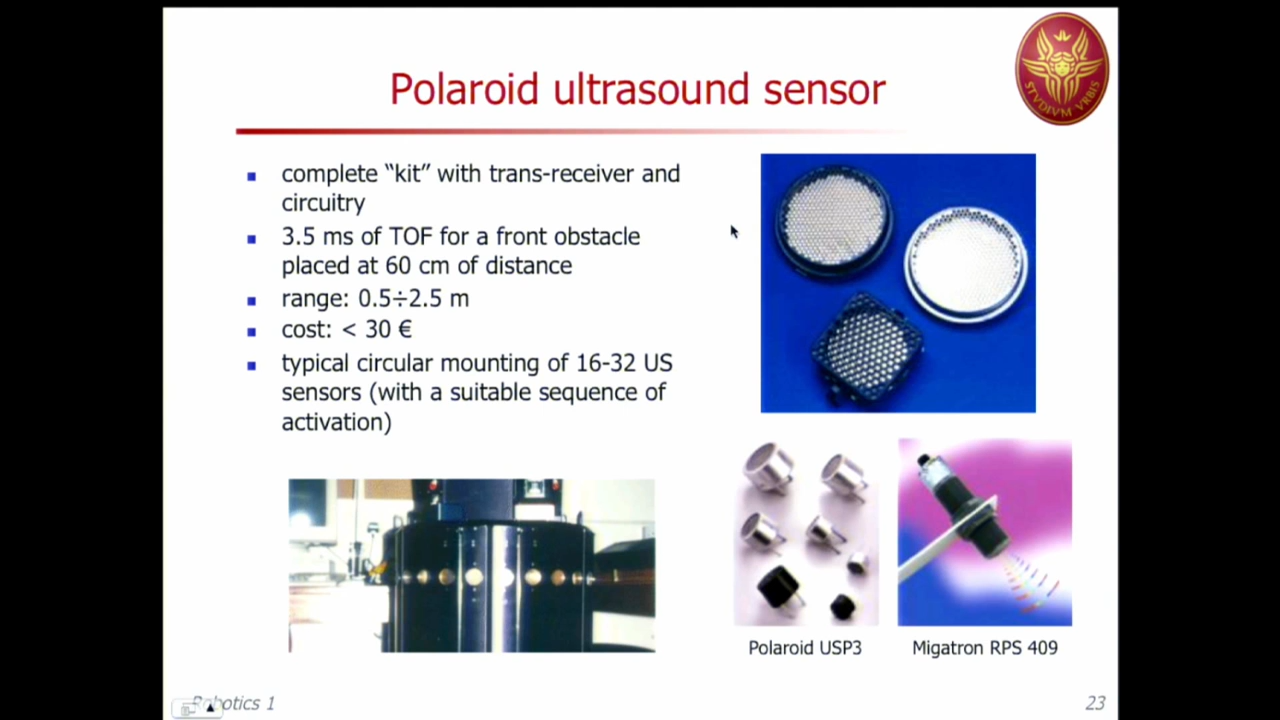 Polaroid ultrasound sensor
STVDIVM VRBIS
complete “kit” with trans-receiver and
circuitry
3.5 ms of TOF for a front obstacle
placed at 60 cm of distance
range: 0.5÷2.5 m
cost: < 30 €
typical circular mounting of 16-32 US
sensors (with a suitable sequence of
activation)
Polaroid USP3
Migatron RPS 409
Robotics 1
23